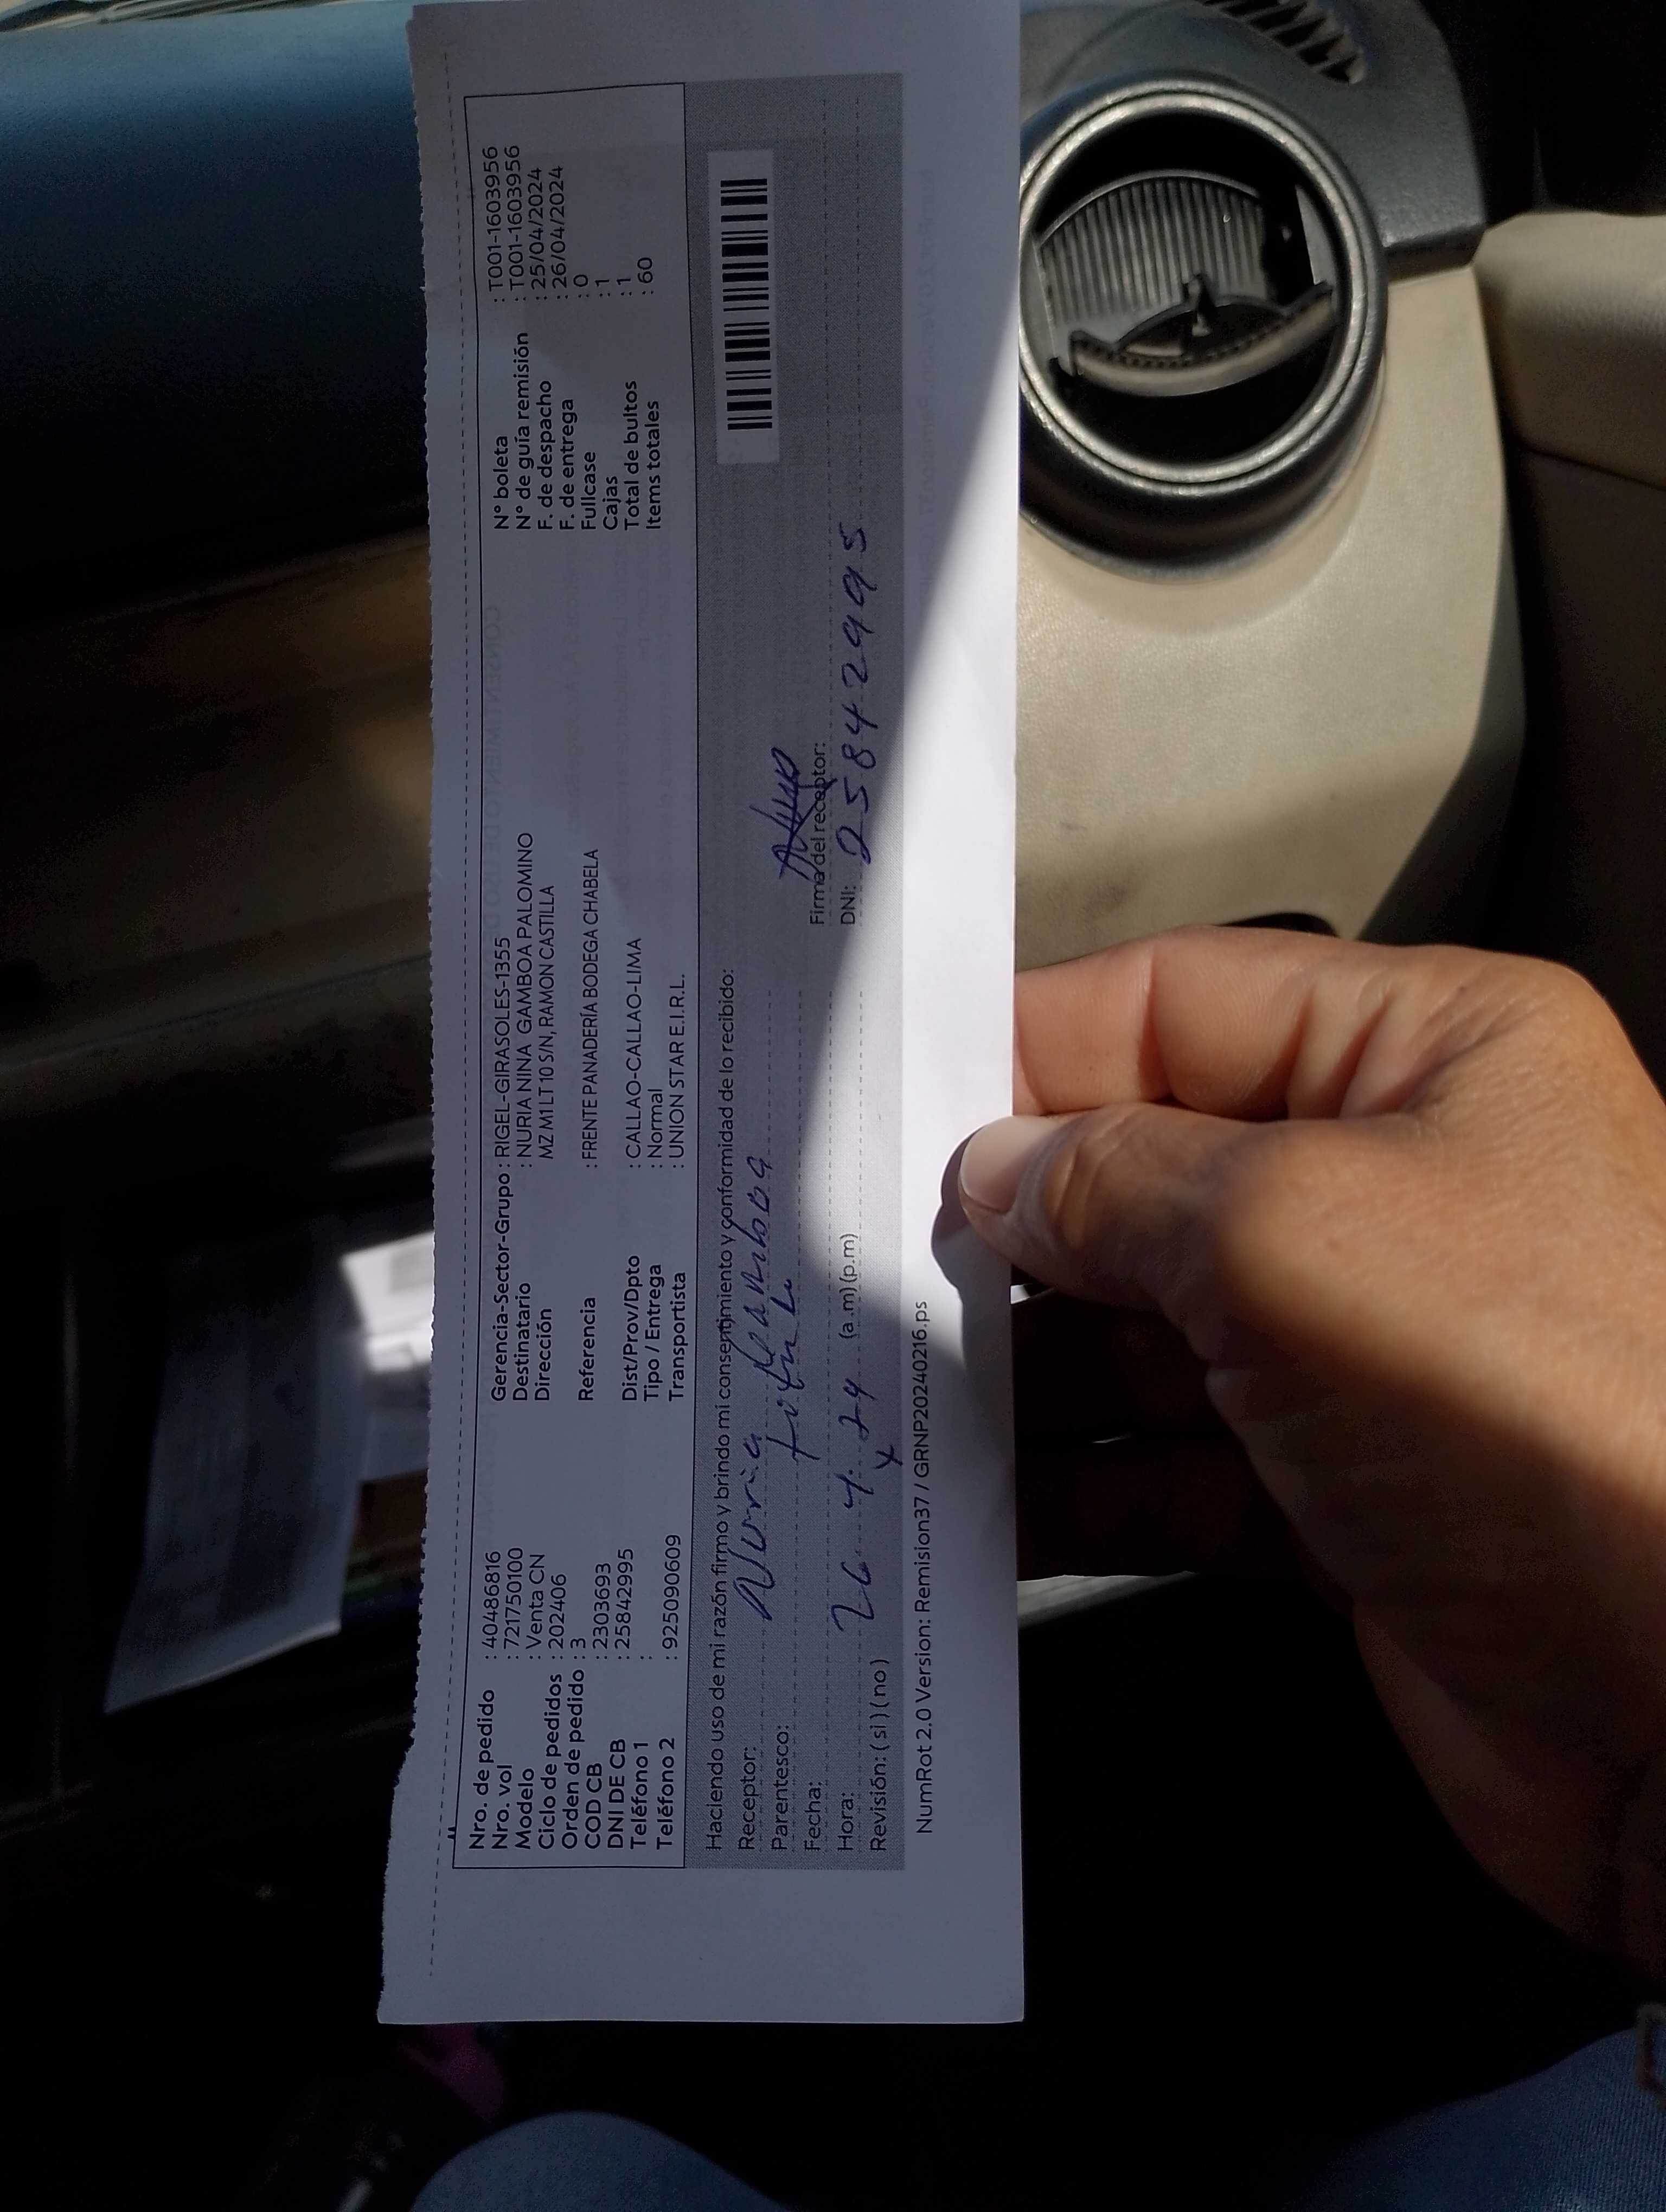 Nro. de pedido : 40486816
Nro. vol : 721750100
Modelo : Venta CN
Ciclo de pedidos : 202406
Orden de pedido : 3
COD CB : 2303693
DNI DE CB : 25842995
Teléfono 1 :
Teléfono 2 : 925090609
Gerencia-Sector-Grupo : RIGEL-GIRASOLES-1355
Destinatario : NURIA NINA GAMBOA PALOMINO
Dirección MZ M1 LT 10 S/N, RAMON CASTILLA
Referencia : FRENTE PANADERÍA BODEGA CHABELA
Dist/Prov/Dpto : CALLAO-CALLAO-LIMA
Tipo / Entrega : Normal
Transportista : UNION STAR E.I.R.L.
N° boleta : T001-1603956
N° de guía remisión : T001-1603956
F. de despacho : 25/04/2024
F. de entrega : 26/04/2024
Fullcase : 0
Cajas : 1
Total de bultos : 1
Items totales : 60
Haciendo uso de mi razón firmo y brindo mi consentimiento y conformidad de lo recibido:
Receptor: Nuria Gamboa
Parentesco:
Fecha: 26. 4. 24
Hora: (a.m)(p.m)
Revisión: ( si ) ( no )
Firma del receptor:
DNI: 25842995
NumRot 2.0 Version: Remision37 / GRNP20240216.ps